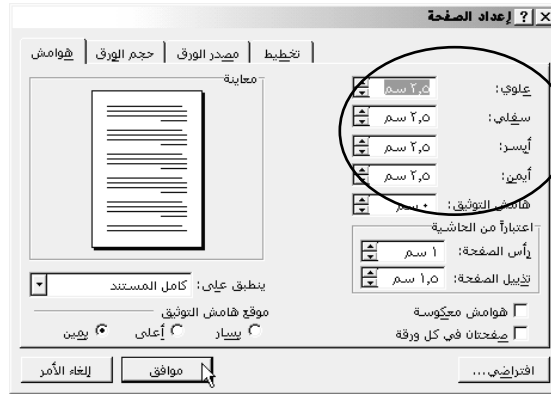 إعداد الصفحة
هوامش حجم الورق مصدر الورق تخطيط
علوي: ٢,٥ سم
سفلي: ٢,٥ سم
أيسر: ٢,٥ سم
أيمن: ٢,٥ سم
هامش التوثيق: ٠ سم
اعتباراً من الحاشية
رأس الصفحة: ١ سم
تذييل الصفحة: ١,٥ سم
هوامش معكوسة
صفحتان في كل ورقة
معاينة
ينطبق على: كامل المستند
موقع هامش التوثيق
يسار أعلى يمين
افتراضي... موافق إلغاء الأمر